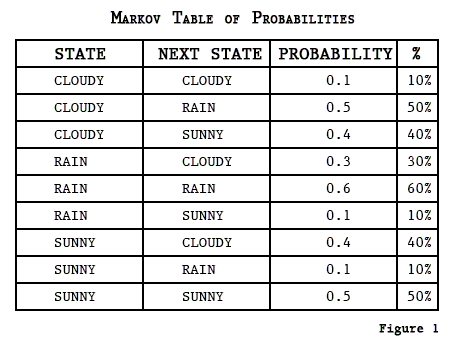 Markov Table of Probabilities
STATE NEXT STATE PROBABILITY %
CLOUDY CLOUDY 0.1 10%
CLOUDY RAIN 0.5 50%
CLOUDY SUNNY 0.4 40%
RAIN CLOUDY 0.3 30%
RAIN RAIN 0.6 60%
RAIN SUNNY 0.1 10%
SUNNY CLOUDY 0.4 40%
SUNNY RAIN 0.1 10%
SUNNY SUNNY 0.5 50%
Figure 1